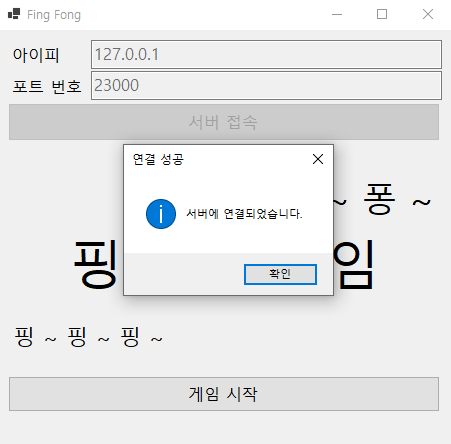 Fing Fong
아이피
127.0.0.1
포트 번호
23000
서버 접속
연결 성공
~ 퐁 ~
서버에 연결되었습니다.
핑 임
확인
핑 ~ 핑 ~ 핑 ~
게임 시작